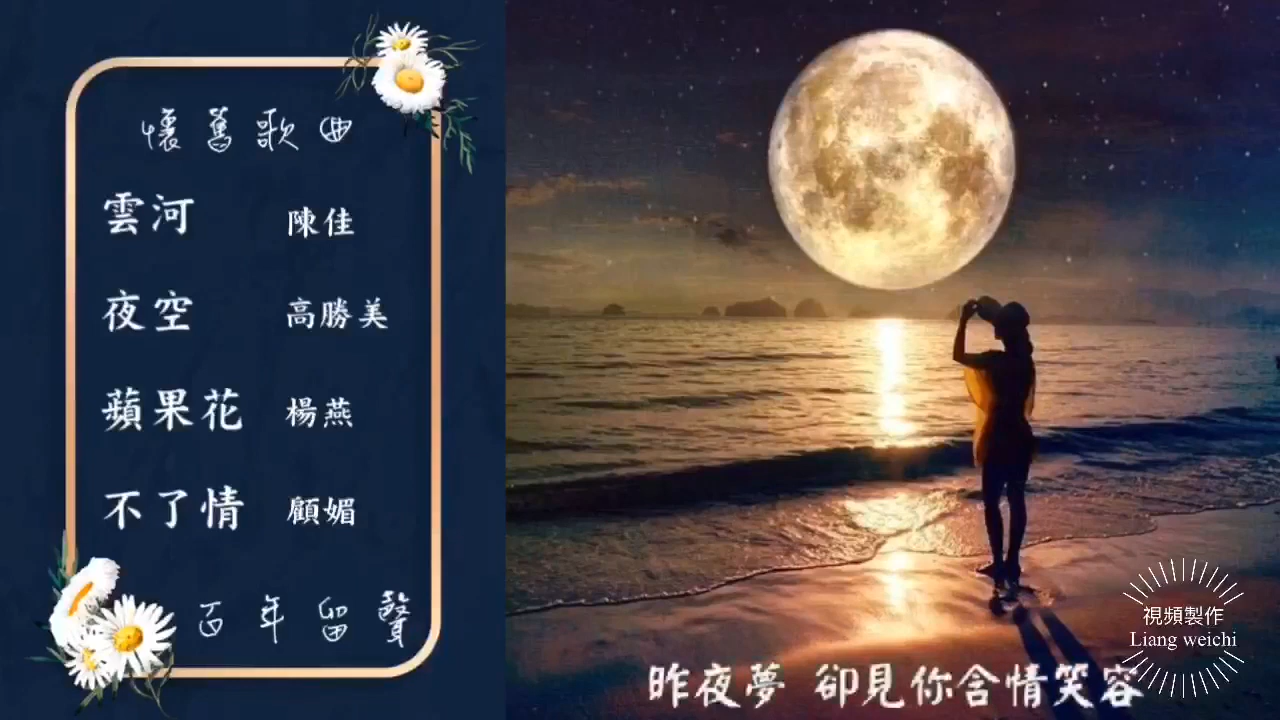 懷舊歌曲
雲河 陳佳
夜空 高勝美
蘋果花 楊燕
不了情 顧媚
百年留聲
視頻製作
Liang weichi
昨夜夢 卻見你含情笑容